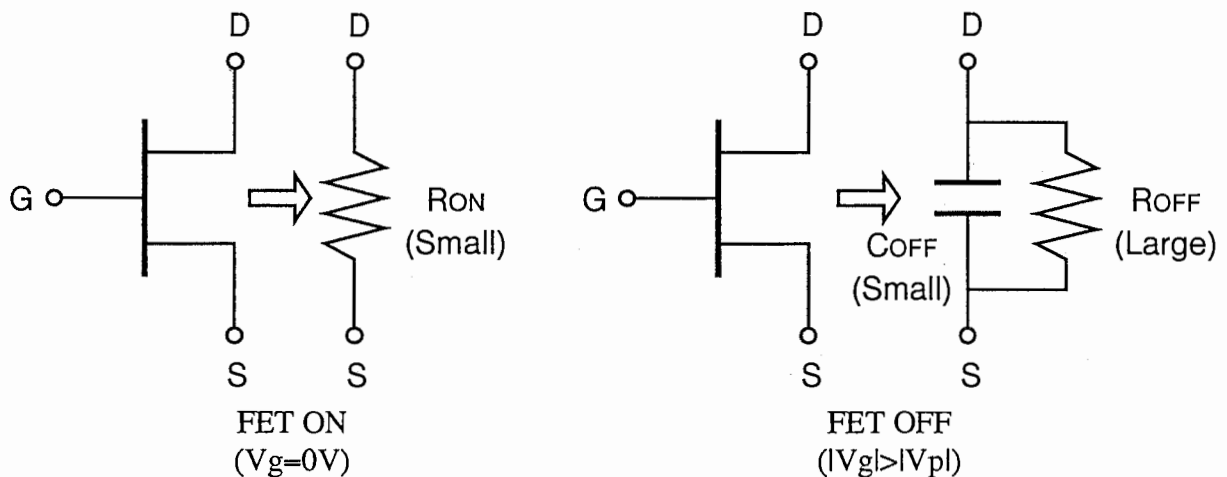 D
D
D
D
G
RON
(Small)
G
COFF
(Small)
ROFF
(Large)
S
S
S
S
FET ON
(Vg=0V)
FET OFF
(|Vg|>|Vp|)